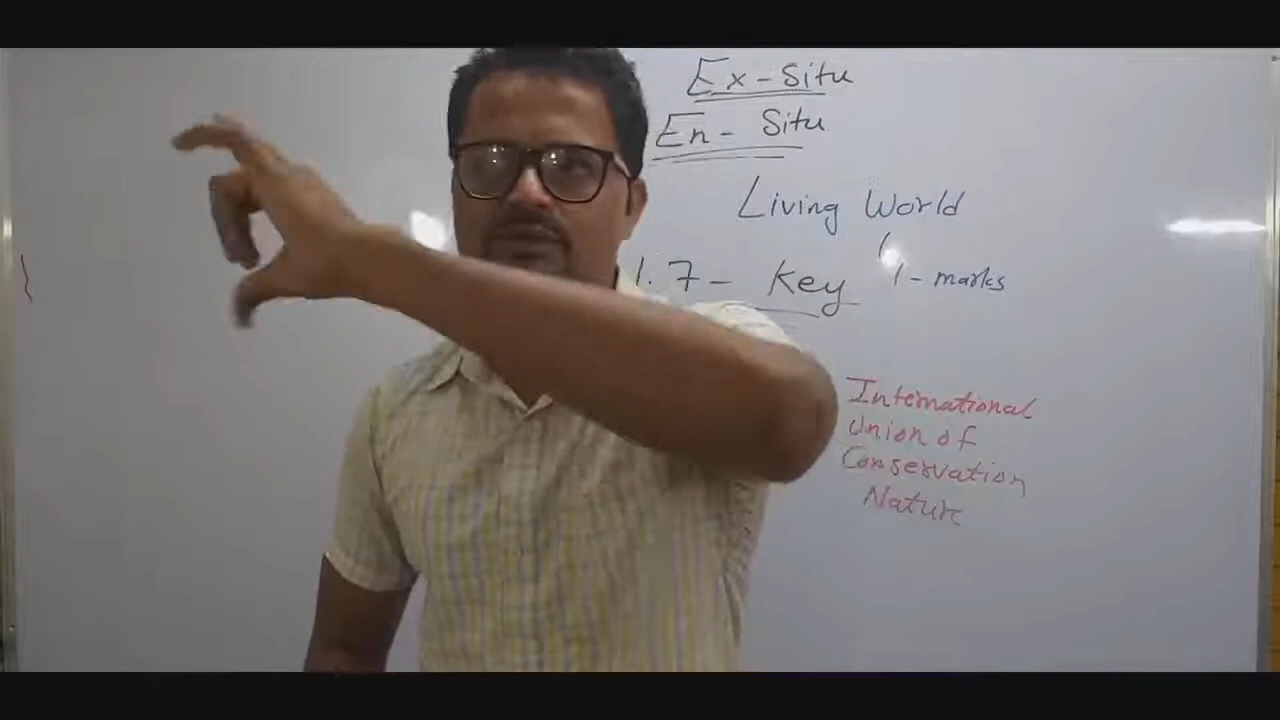 Ex-Situ
En-Situ
Living World
1.7- Key 1-marks
International
Union of
Conservation
Nature